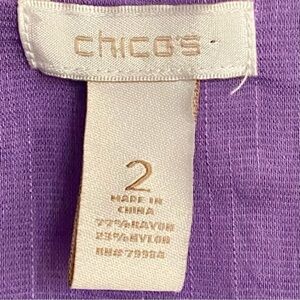 chico's
2
MADE IN
CHINA
77% RAYON
23% NYLON
RN# 79984